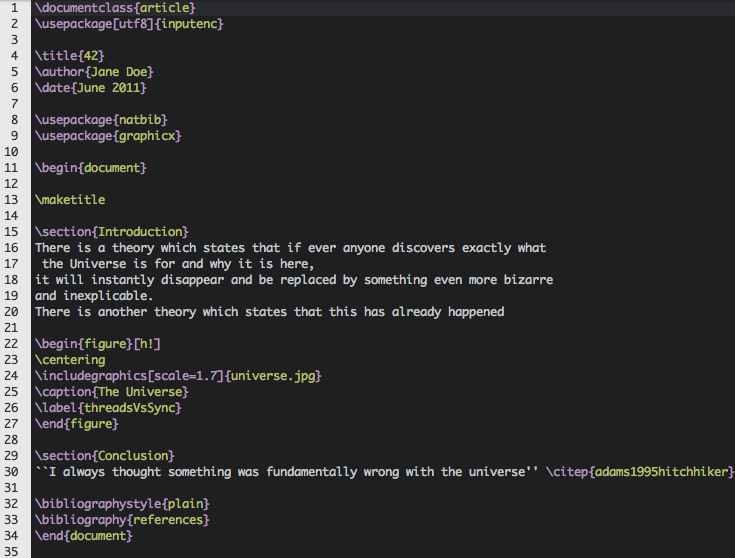 1 \documentclass{article}
2 \usepackage[utf8]{inputenc}
3
4 \title{42}
5 \author{Jane Doe}
6 \date{June 2011}
7
8 \usepackage{natbib}
9 \usepackage{graphicx}
10
11 \begin{document}
12
13 \maketitle
14
15 \section{Introduction}
16 There is a theory which states that if ever anyone discovers exactly what
17  the Universe is for and why it is here,
18 it will instantly disappear and be replaced by something even more bizarre
19 and inexplicable.
20 There is another theory which states that this has already happened
21
22 \begin{figure}[h!]
23 \centering
24 \includegraphics[scale=1.7]{universe.jpg}
25 \caption{The Universe}
26 \label{threadsVsSync}
27 \end{figure}
28
29 \section{Conclusion}
30 ``I always thought something was fundamentally wrong with the universe'' \citep{adams1995hitchhiker}
31
32 \bibliographystyle{plain}
33 \bibliography{references}
34 \end{document}
35